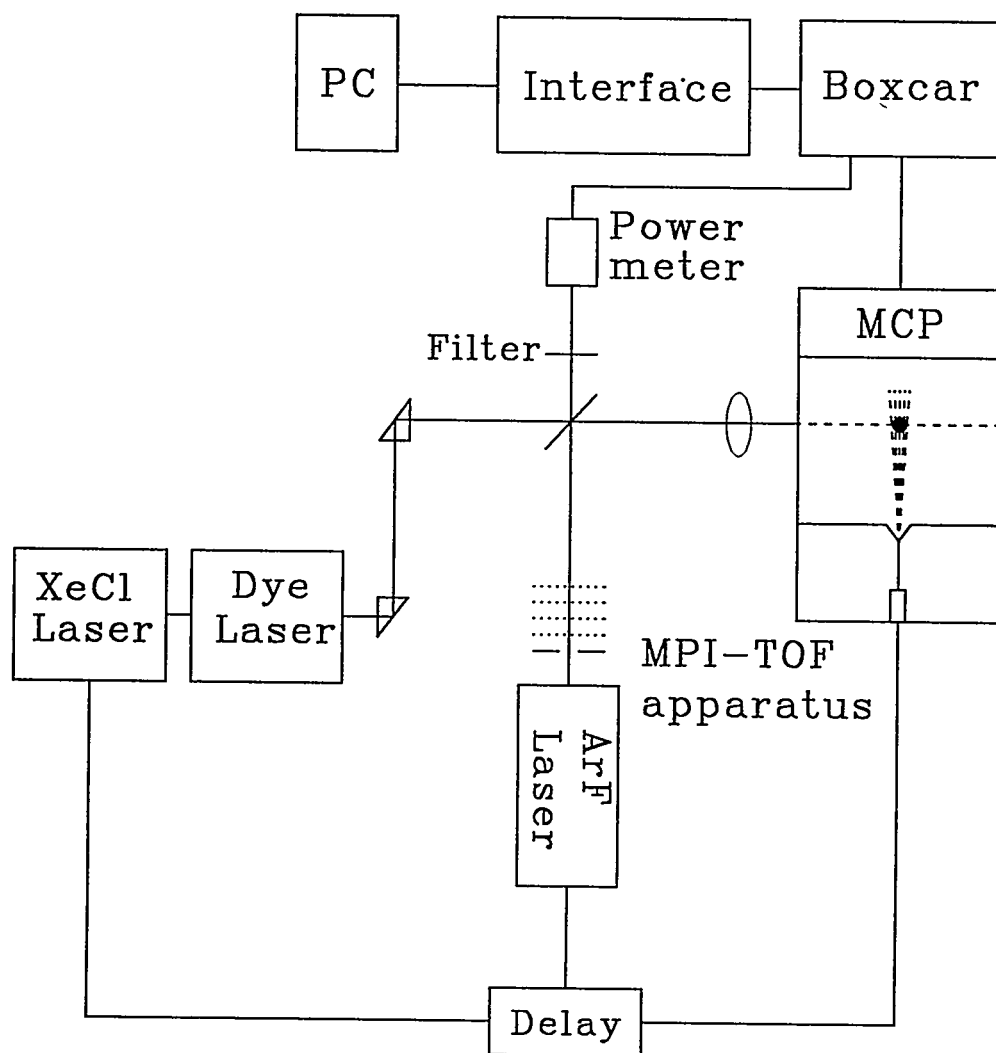 PC
Interface
Boxcar
Power
meter
MCP
Filter
XeCl
Laser
Dye
Laser
MPI-TOF
apparatus
ArF
Laser
Delay